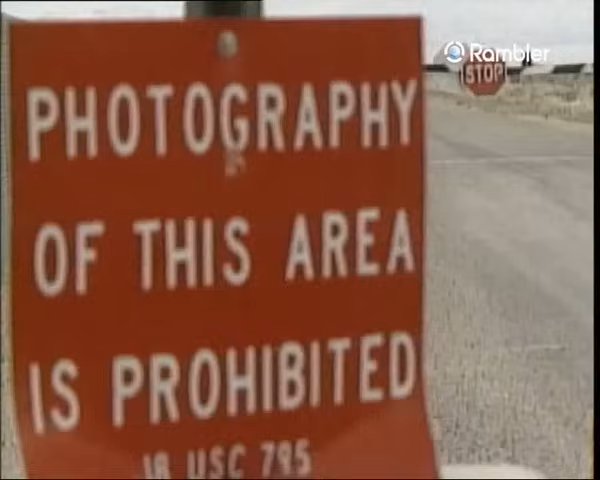 Rambler
STOP
PHOTOGRAPHY
OF THIS AREA
IS PROHIBITED
18 USC 795